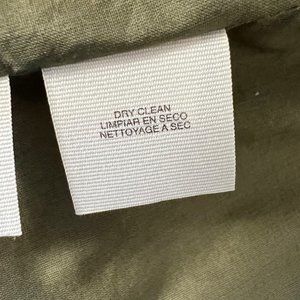 DRY CLEAN
LIMPIAR EN SECO
NETTOYAGE A SEC